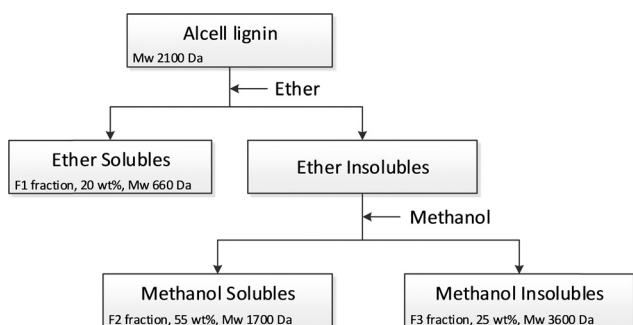 Alcell lignin
Mw 2100 Da
Ether
Ether Solubles
F1 fraction, 20 wt%, Mw 660 Da
Ether Insolubles
Methanol
Methanol Solubles
F2 fraction, 55 wt%, Mw 1700 Da
Methanol Insolubles
F3 fraction, 25 wt%, Mw 3600 Da